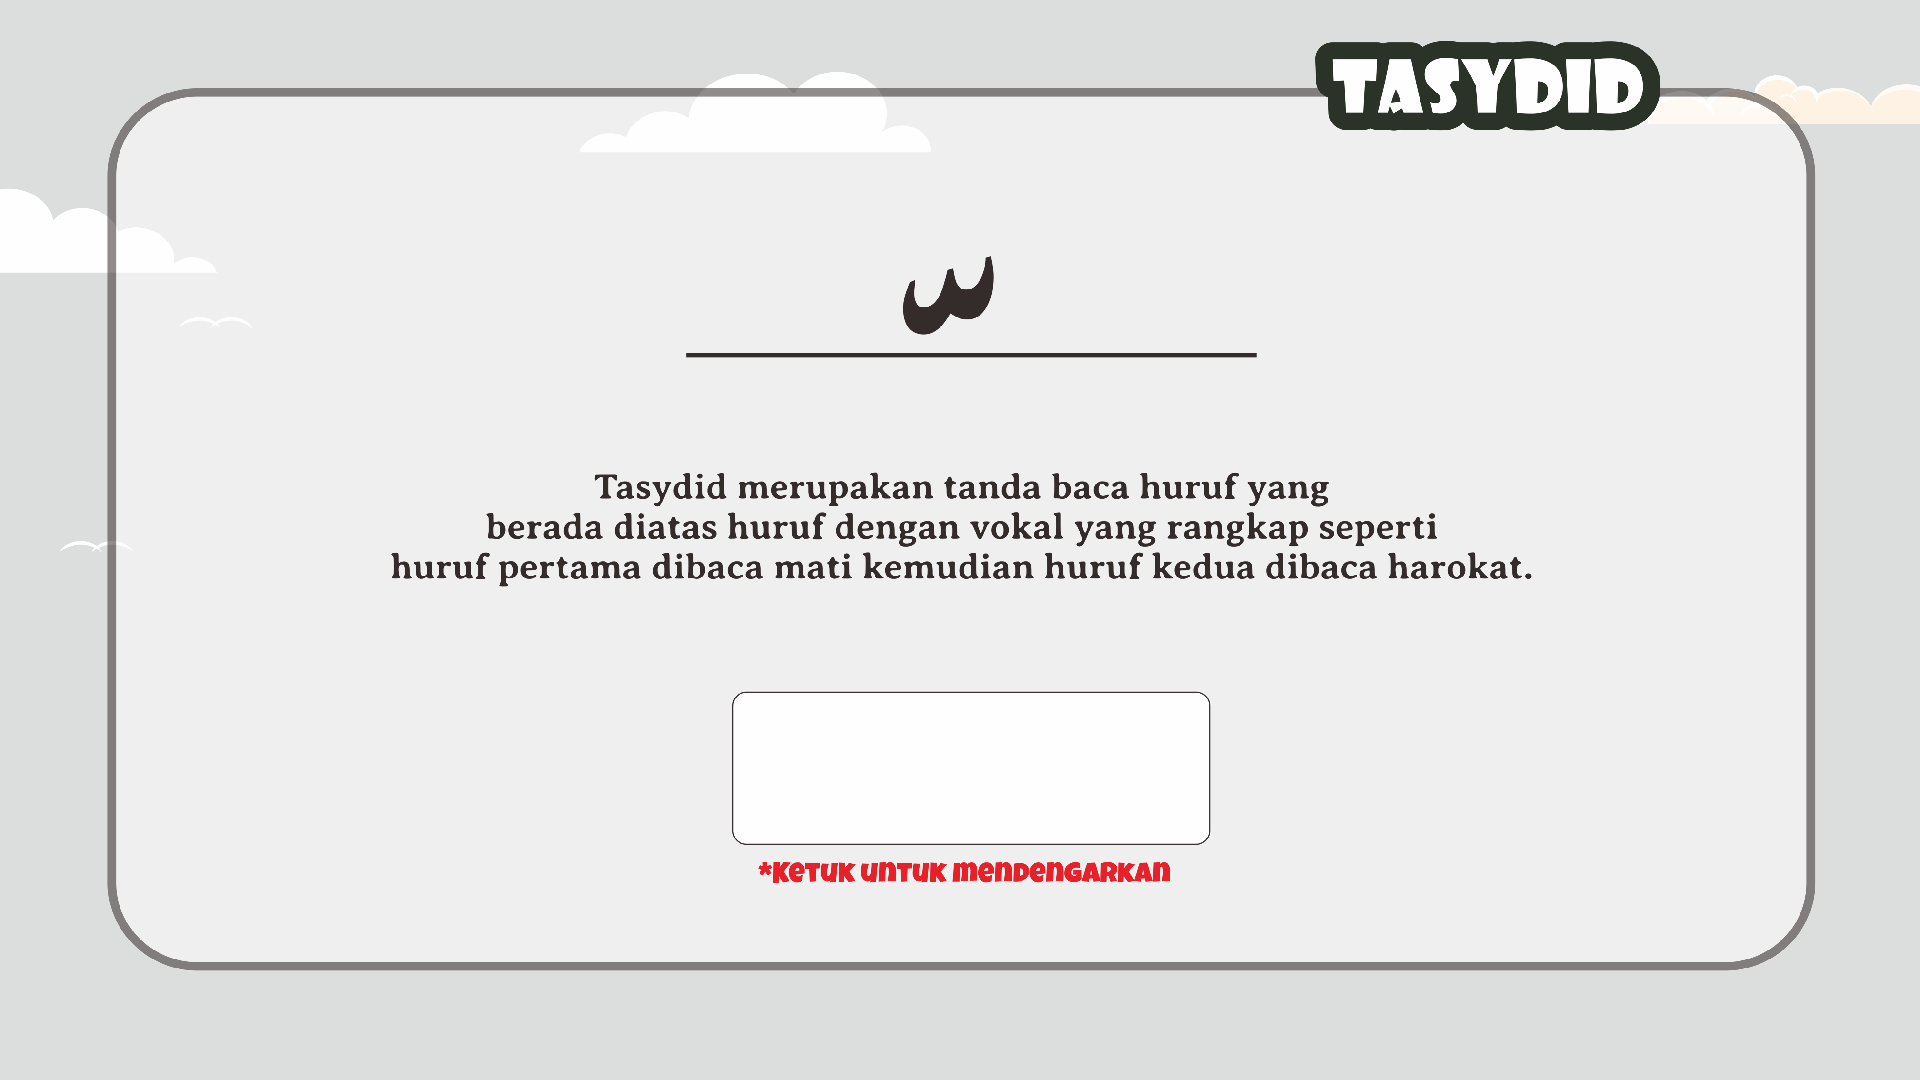 TASYDID
ّ
Tasydid merupakan tanda baca huruf yang
berada diatas huruf dengan vokal yang rangkap seperti
huruf pertama dibaca mati kemudian huruf kedua dibaca harokat.
*Ketuk untuk mendengarkan